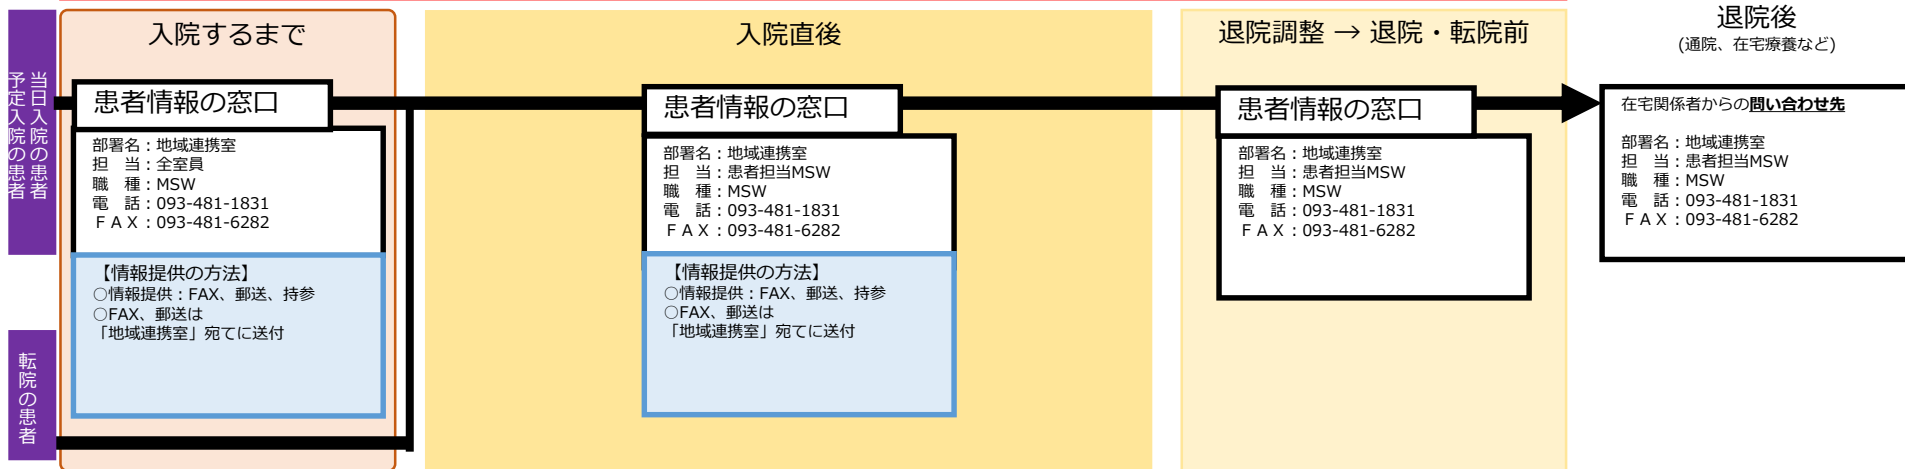 当日入院の患者
予定入院の患者
転院の患者
入院するまで
患者情報の窓口
部署名：地域連携室
担　当：全室員
職　種：MSW
電　話：093-481-1831
ＦＡＸ：093-481-6282
【情報提供の方法】
○情報提供：FAX、郵送、持参
○FAX、郵送は
「地域連携室」宛てに送付
入院直後
患者情報の窓口
部署名：地域連携室
担　当：患者担当MSW
職　種：MSW
電　話：093-481-1831
ＦＡＸ：093-481-6282
【情報提供の方法】
○情報提供：FAX、郵送、持参
○FAX、郵送は
「地域連携室」宛てに送付
退院調整 → 退院・転院前
患者情報の窓口
部署名：地域連携室
担　当：患者担当MSW
職　種：MSW
電　話：093-481-1831
ＦＡＸ：093-481-6282
退院後
(通院、在宅療養など)
在宅関係者からの問い合わせ先
部署名：地域連携室
担　当：患者担当MSW
職　種：MSW
電　話：093-481-1831
ＦＡＸ：093-481-6282